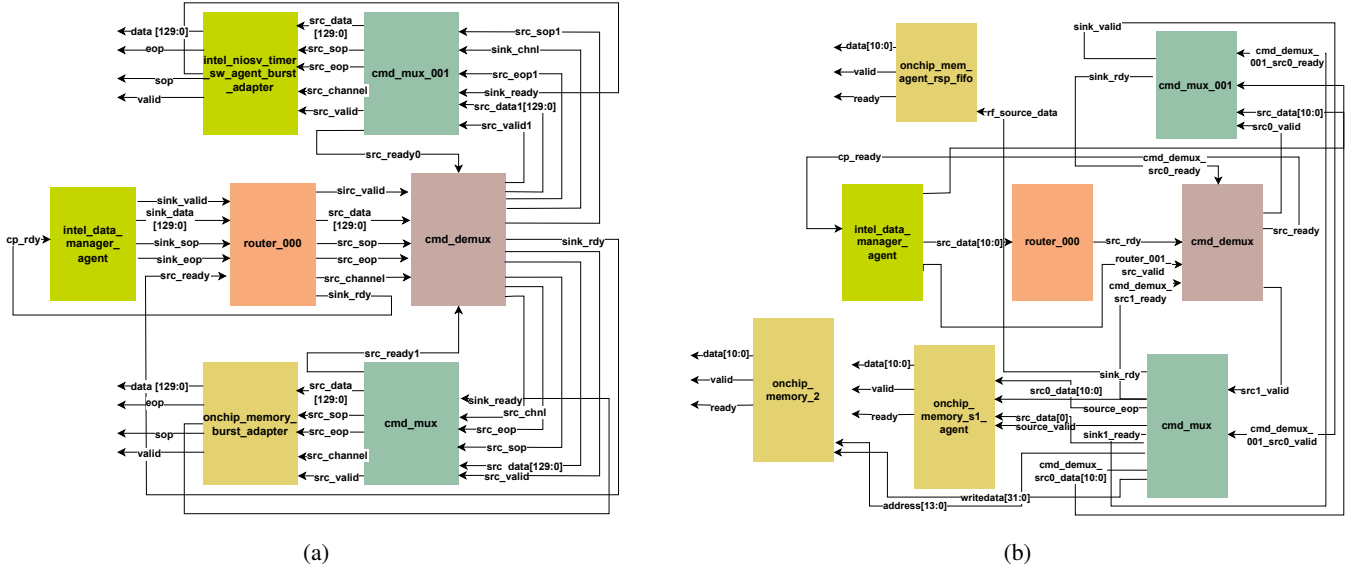 data [129:0]
eop
sop
valid
intel_niosv_timer_
sw_agent_burst
_adapter
src_data
[129:0]
src_sop
src_eop
src_channel
src_valid
cmd_mux_001
src_sop1
sink_chnl
src_eop1
sink_ready
src_data1[129:0]
src_valid1
src_ready0
cp_rdy
intel_data_
manager_
agent
sink_valid
sink_data
[129:0]
sink_sop
sink_eop
src_ready
router_000
sirc_valid
src_data
[129:0]
src_sop
src_eop
src_channel
sink_rdy
cmd_demux
sink_rdy
src_ready1
data [129:0]
eop
sop
valid
onchip_memory_
burst_adapter
src_data
[129:0]
src_sop
src_eop
src_channel
src_valid
cmd_mux
sink_ready
src_chnl
src_eop
src_sop
src_data[129:0]
src_valid
(a)
data[10:0]
valid
ready
onchip_mem_
agent_rsp_fifo
rf_source_data
sink_valid
sink_rdy
cmd_mux_001
cmd_demux_
001_src0_ready
src_data[10:0]
src0_valid
cp_ready
cmd_demux_
src0_ready
intel_data_
manager_
agent
src_data[10:0]
router_000
src_rdy
router_001_
src_valid
cmd_demux_
src1_ready
cmd_demux
src_ready
data[10:0]
valid
ready
onchip_
memory_2
data[10:0]
valid
ready
onchip_
memory_s1_
agent
sink_rdy
src0_data[10:0]
source_eop
src_data[0]
source_valid
sink1_ready
cmd_demux_
src0_data[10:0]
writedata[31:0]
address[13:0]
cmd_mux
src1_valid
cmd_demux_
001_src0_valid
(b)